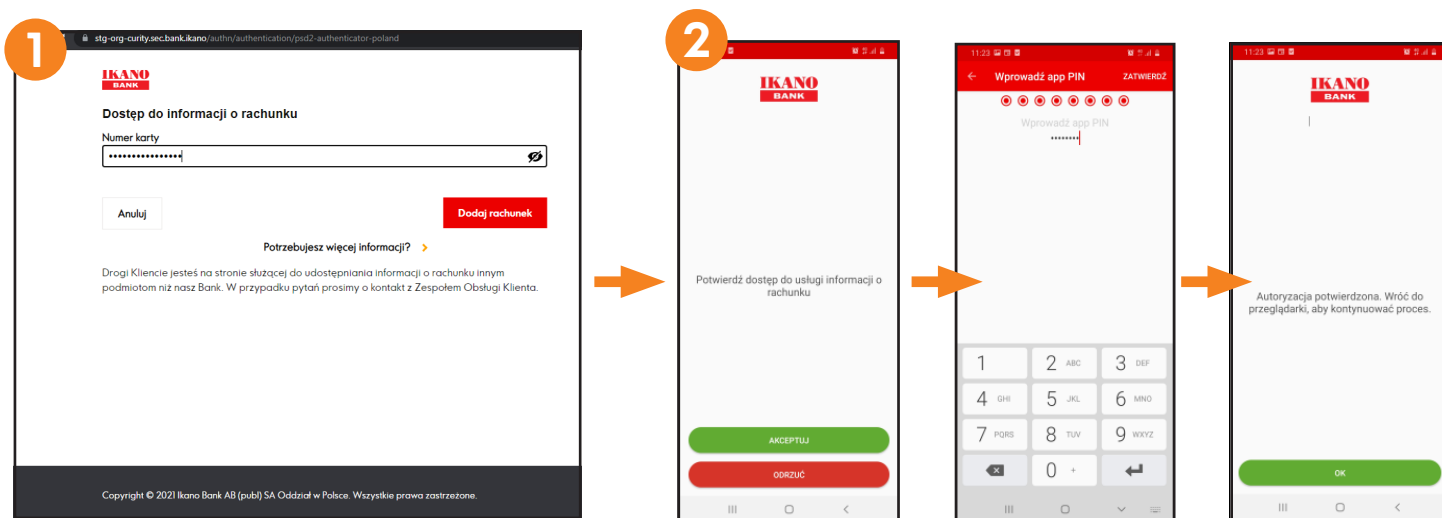 1
stg-org-curity.sec.bank.ikano/authn/authentication/psd2-authenticator-poland
IKANO
BANK
Dostęp do informacji o rachunku
Numer karty
••••••••••••••••
Anuluj
Dodaj rachunek
Potrzebujesz więcej informacji? >
Drogi Kliencie jesteś na stronie służącej do udostępniania informacji o rachunku innym
podmiotom niż nasz Bank. W przypadku pytań prosimy o kontakt z Zespołem Obsługi Klienta.
Copyright © 2021 Ikano Bank AB (publ) SA Oddział w Polsce. Wszystkie prawa zastrzeżone.
2
IKANO
BANK
Potwierdź dostęp do usługi informacji o
rachunku
AKCEPTUJ
ODRZUĆ
11:23
Wprowadź app PIN ZATWIERDŹ
Wprowadź app PIN
••••••••
1 2 ABC 3 DEF
4 GHI 5 JKL 6 MNO
7 PQRS 8 TUV 9 WXYZ
0 +
11:23
IKANO
BANK
Autoryzacja potwierdzona. Wróć do
przeglądarki, aby kontynuować proces.
OK